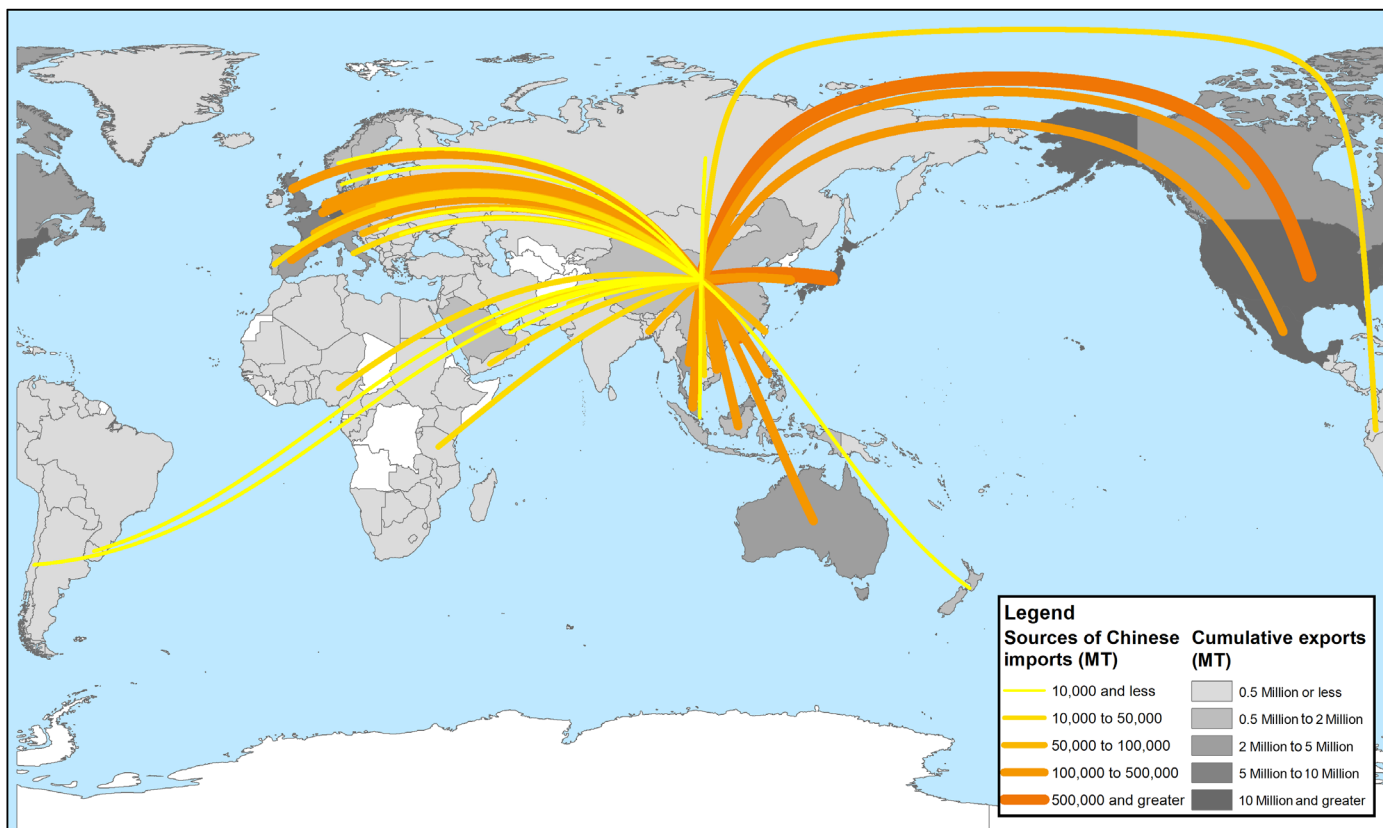 Legend
Sources of Chinese imports (MT)
10,000 and less
10,000 to 50,000
50,000 to 100,000
100,000 to 500,000
500,000 and greater
Cumulative exports (MT)
0.5 Million or less
0.5 Million to 2 Million
2 Million to 5 Million
5 Million to 10 Million
10 Million and greater